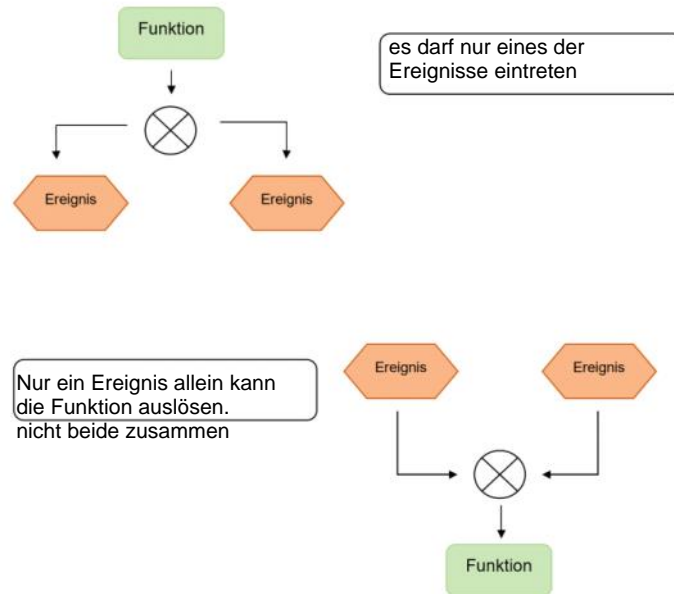 Funktion
es darf nur eines der
Ereignisse eintreten
Ereignis
Ereignis
Ereignis
Ereignis
Nur ein Ereignis allein kann
die Funktion auslösen.
nicht beide zusammen
Funktion